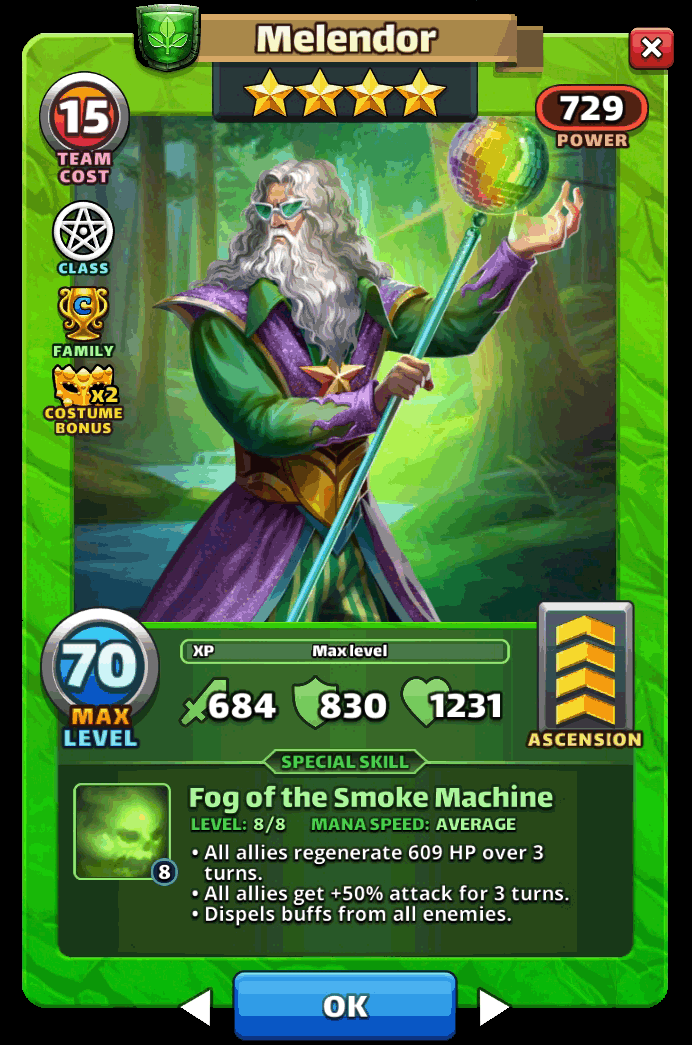 Melendor
15
TEAM
COST
729
POWER
CLASS
C
FAMILY
x2
COSTUME
BONUS
70
MAX
LEVEL
XP Max level
684 830 1231
ASCENSION
SPECIAL SKILL
Fog of the Smoke Machine
LEVEL: 8/8 MANA SPEED: AVERAGE
8
• All allies regenerate 609 HP over 3
turns.
• All allies get +50% attack for 3 turns.
• Dispels buffs from all enemies.
OK